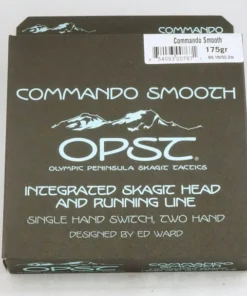 Commando Smooth
175gr
COMMANDO SMOOTH
OPST®
OLYMPIC PENINSULA SKAGIT TACTICS
INTEGRATED SKAGIT HEAD
AND RUNNING LINE
SINGLE HAND SWITCH, TWO HAND
DESIGNED BY ED WARD